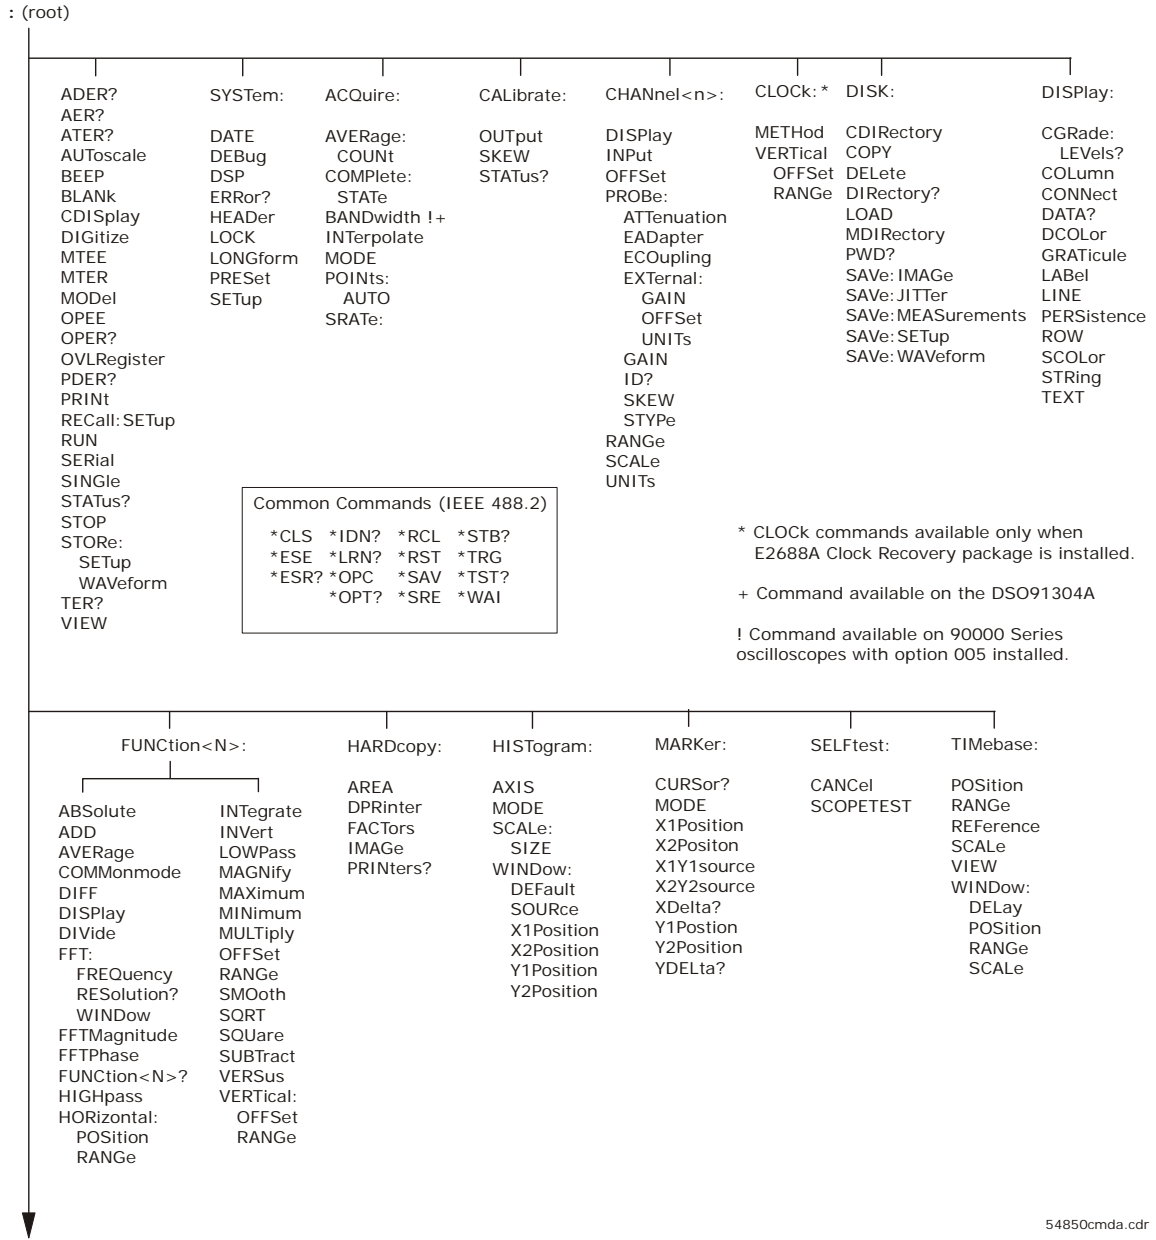 : (root)
ADER?
AER?
ATER?
AUToscale
BEEP
BLANk
CDISplay
DIGitize
MTEE
MTER
MODel
OPEE
OPER?
OVLRegister
PDER?
PRINt
RECall:SETup
RUN
SERial
SINGle
STATus?
STOP
STORe:
SETup
WAVeform
TER?
VIEW
SYSTem:
DATE
DEBug
DSP
ERRor?
HEADer
LOCK
LONGform
PRESet
SETup
ACQuire:
AVERage:
COUNt
COMPlete:
STATe
BANDwidth !+
INTerpolate
MODE
POINts:
AUTO
SRATe:
CALibrate:
OUTput
SKEW
STATus?
CHANnel<n>:
DISPlay
INPut
OFFSet
PROBe:
ATTenuation
EADapter
ECOupling
EXTernal:
GAIN
OFFSet
UNITs
GAIN
ID?
SKEW
STYPe
RANGe
SCALe
UNITs
CLOCk: *
METHod
VERTical
OFFSet
RANGe
DISK:
CDIRectory
COPY
DELete
DIRectory?
LOAD
MDIRectory
PWD?
SAVe:IMAGe
SAVe:JITTer
SAVe:MEASurements
SAVe:SETup
SAVe:WAVeform
DISPlay:
CGRade:
LEVels?
COLumn
CONNect
DATA?
DCOLor
GRATicule
LABel
LINE
PERSistence
ROW
SCOLor
STRing
TEXT
Common Commands (IEEE 488.2)
*CLS *IDN? *RCL *STB?
*ESE *LRN? *RST *TRG
*ESR? *OPC *SAV *TST?
*OPT? *SRE *WAI
* CLOCk commands available only when
E2688A Clock Recovery package is installed.
+ Command available on the DSO91304A
! Command available on 90000 Series
oscilloscopes with option 005 installed.
FUNCtion<N>:
ABSolute
ADD
AVERage
COMMonmode
DIFF
DISPlay
DIVide
FFT:
FREQuency
RESolution?
WINDow
FFTMagnitude
FFTPhase
FUNCtion<N>?
HIGHpass
HORizontal:
POSition
RANGe
INTegrate
INVert
LOWPass
MAGNify
MAXimum
MINimum
MULTiply
OFFSet
RANGe
SMOoth
SQRT
SQUare
SUBTract
VERSus
VERTical:
OFFSet
RANGe
HARDcopy:
AREA
DPRinter
FACTors
IMAGe
PRINters?
HISTogram:
AXIS
MODE
SCALe:
SIZE
WINDow:
DEFault
SOURce
X1Position
X2Position
Y1Position
Y2Position
MARKer:
CURSor?
MODE
X1Position
X2Positon
X1Y1source
X2Y2source
XDelta?
Y1Postion
Y2Position
YDELta?
SELFtest:
CANCel
SCOPETEST
TIMebase:
POSition
RANGe
REFerence
SCALe
VIEW
WINDow:
DELay
POSition
RANGe
SCALe
54850cmda.cdr